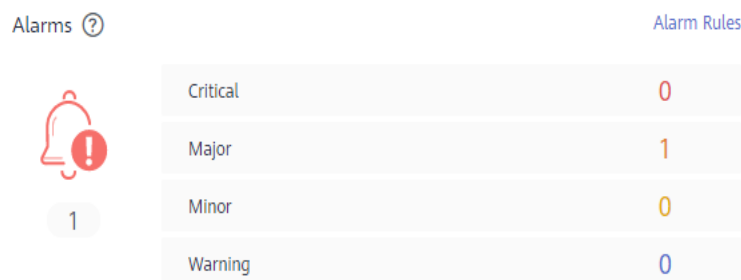 Alarms ?
Alarm Rules
Critical 0
Major 1
Minor 0
Warning 0
! 
1